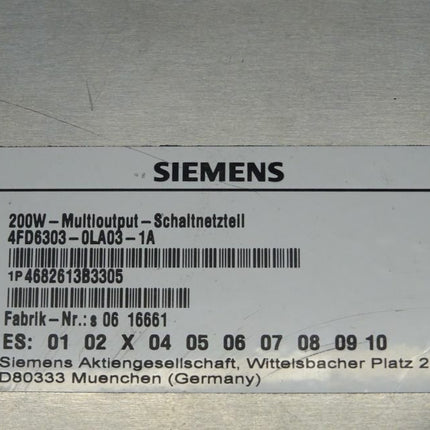 SIEMENS
200W-Multioutput-Schaltnetzteil
4FD6303-0LA03-1A
1P 4682613B3305
Fabrik-Nr.: s 06 16661
ES: 01 02 X 04 05 06 07 08 09 10
Siemens Aktiengesellschaft, Wittelsbacher Platz 2
D80333 Muenchen (Germany)